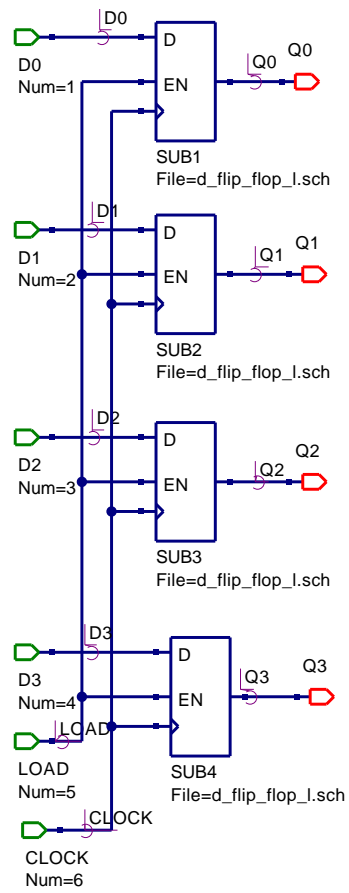 D0
Q0
Q0
D
D0
Num=1
EN
SUB1
File=d_flip_flop_l.sch
D1
Q1
Q1
D
D1
Num=2
EN
SUB2
File=d_flip_flop_l.sch
D2
Q2
Q2
D
D2
Num=3
EN
SUB3
File=d_flip_flop_l.sch
D3
Q3
Q3
D
D3
Num=4
EN
LOAD
LOAD
Num=5
SUB4
File=d_flip_flop_l.sch
CLOCK
CLOCK
Num=6